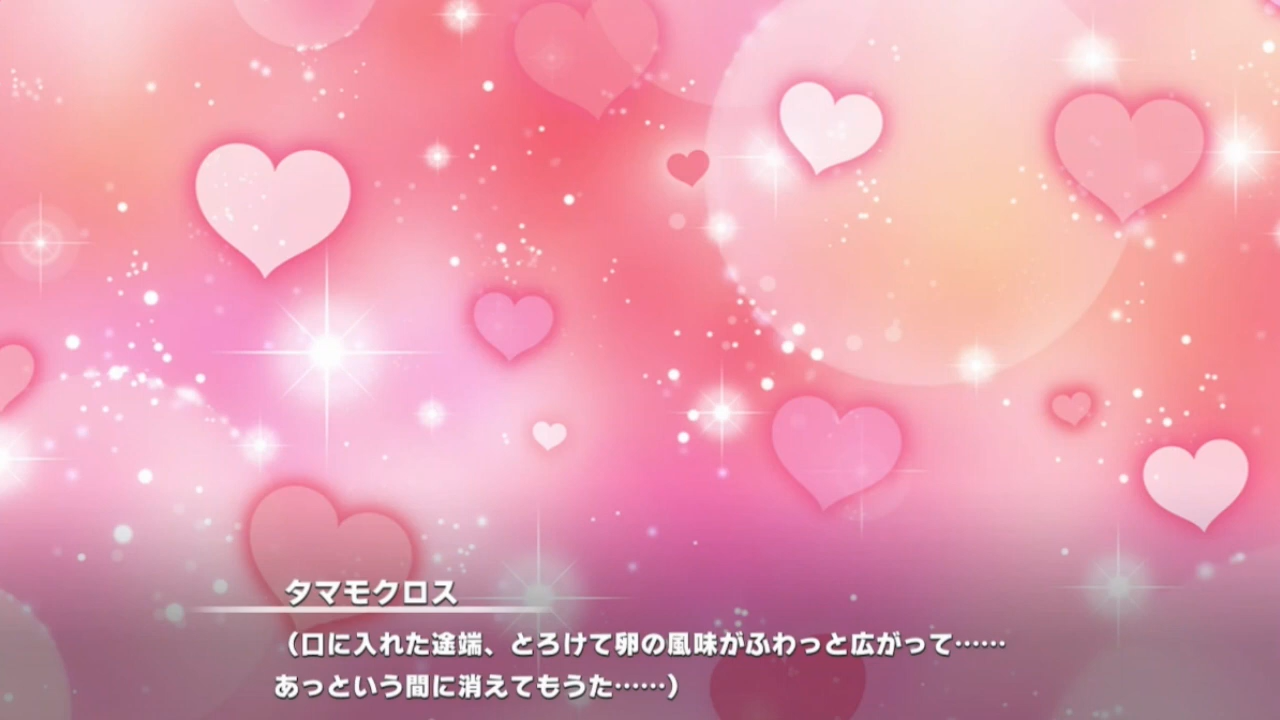 タマモクロス
（口に入れた途端、とろけて卵の風味がふわっと広がって……
あっという間に消えてもうた……）